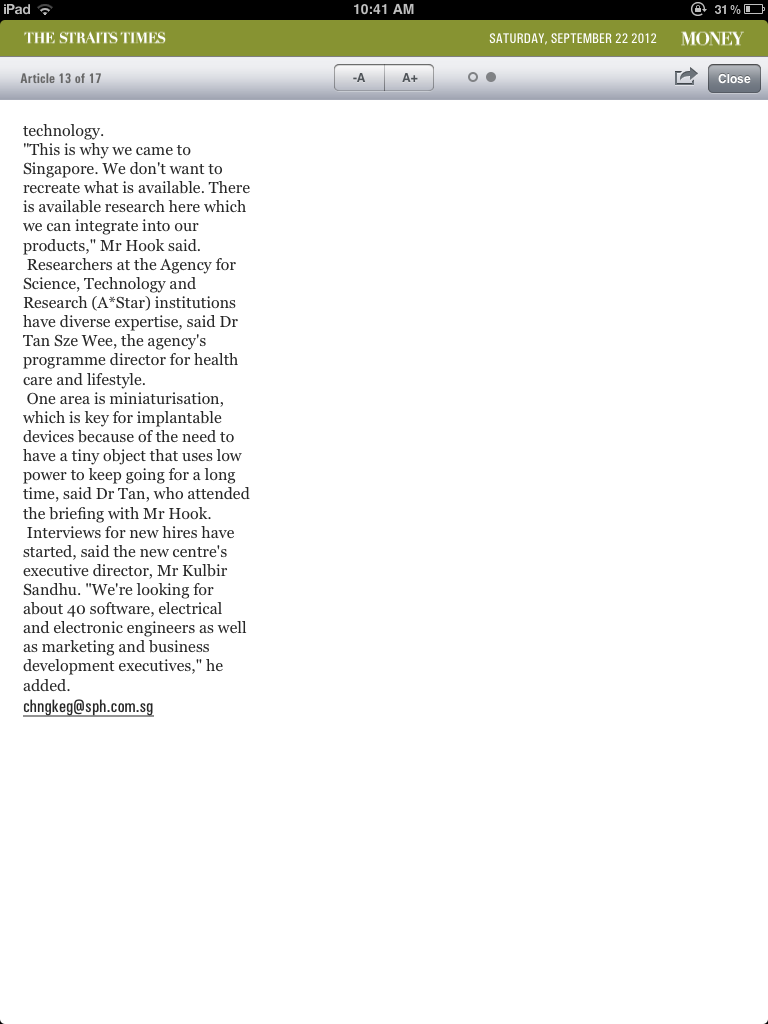 iPad 10:41 AM 31%
THE STRAITS TIMES SATURDAY, SEPTEMBER 22 2012 MONEY
Article 13 of 17 -A A+ Close
technology.
"This is why we came to
Singapore. We don't want to
recreate what is available. There
is available research here which
we can integrate into our
products," Mr Hook said.
Researchers at the Agency for
Science, Technology and
Research (A*Star) institutions
have diverse expertise, said Dr
Tan Sze Wee, the agency's
programme director for health
care and lifestyle.
One area is miniaturisation,
which is key for implantable
devices because of the need to
have a tiny object that uses low
power to keep going for a long
time, said Dr Tan, who attended
the briefing with Mr Hook.
Interviews for new hires have
started, said the new centre's
executive director, Mr Kulbir
Sandhu. "We're looking for
about 40 software, electrical
and electronic engineers as well
as marketing and business
development executives," he
added.
chngkeg@sph.com.sg